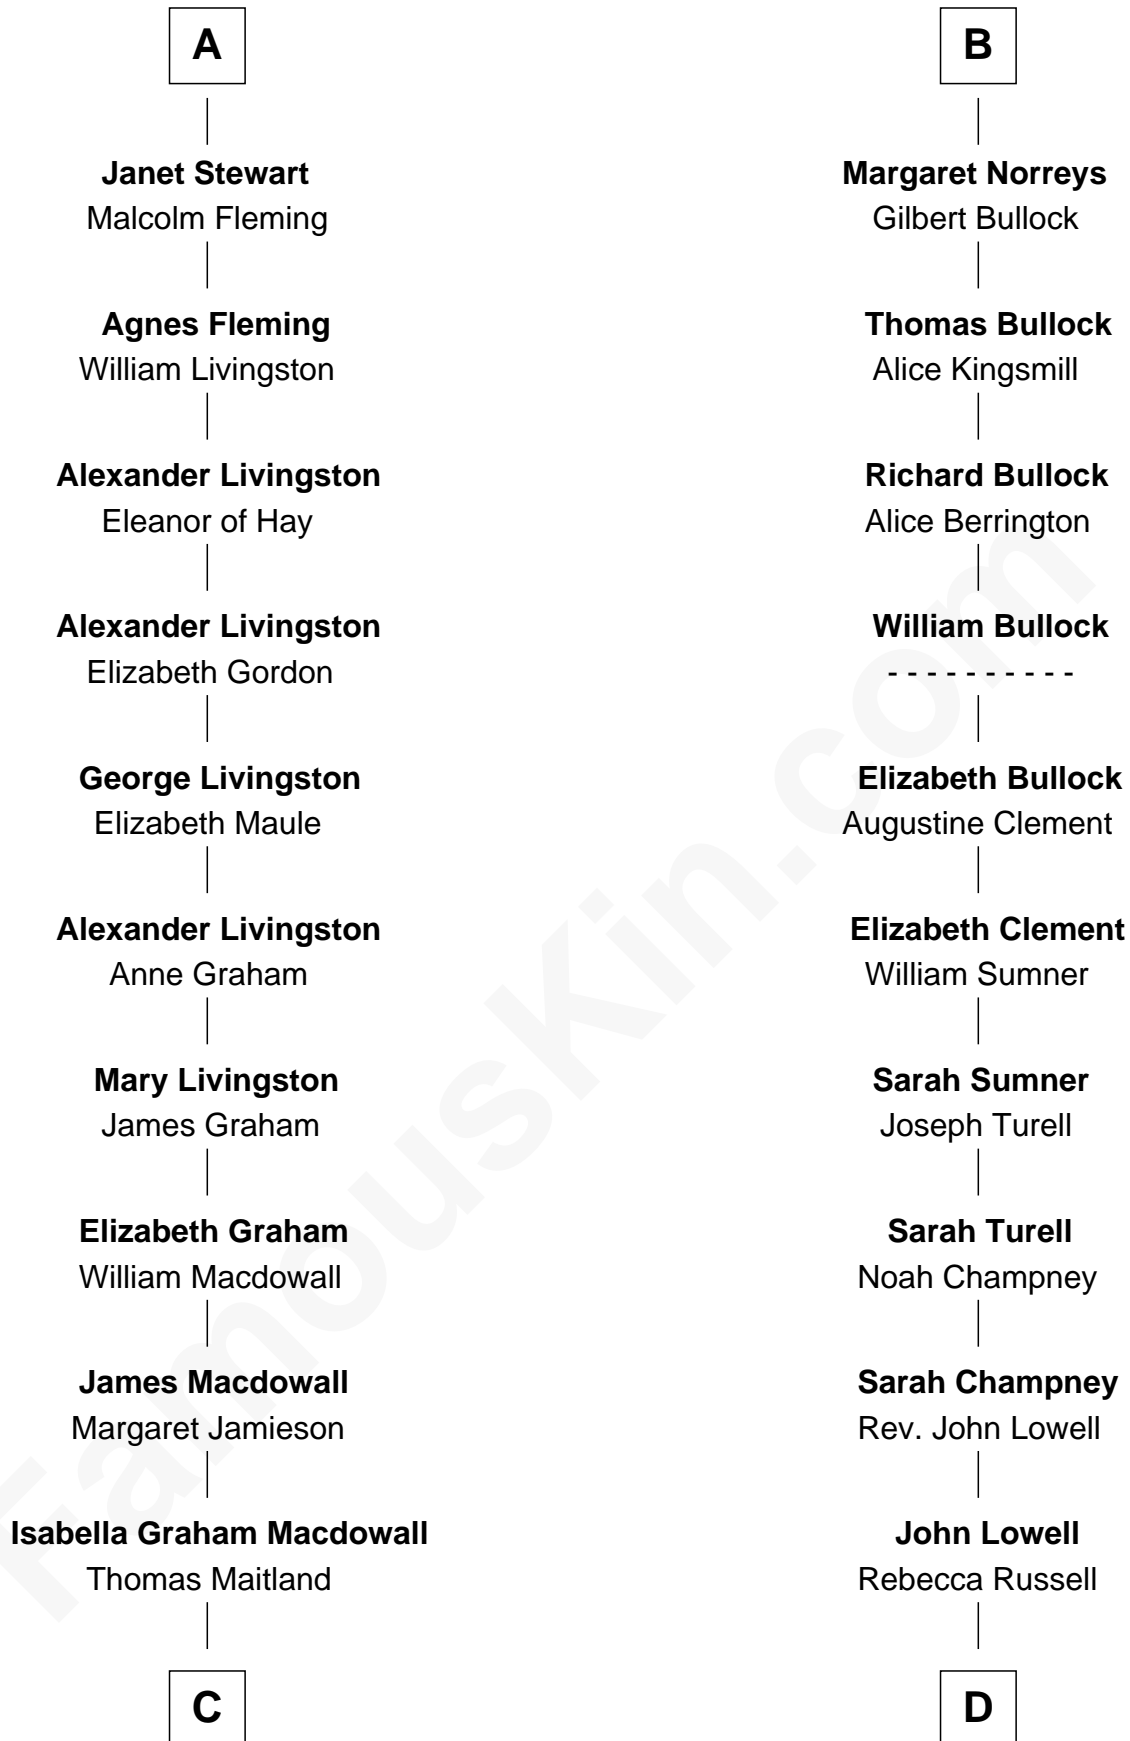 A
Janet Stewart
Malcolm Fleming
Agnes Fleming
William Livingston
Alexander Livingston
Eleanor of Hay
Alexander Livingston
Elizabeth Gordon
George Livingston
Elizabeth Maule
Alexander Livingston
Anne Graham
Mary Livingston
James Graham
Elizabeth Graham
William Macdowall
James Macdowall
Margaret Jamieson
Isabella Graham Macdowall
Thomas Maitland
C
B
Margaret Norreys
Gilbert Bullock
Thomas Bullock
Alice Kingsmill
Richard Bullock
Alice Berrington
William Bullock
- - - - - - - - - -
Elizabeth Bullock
Augustine Clement
Elizabeth Clement
William Sumner
Sarah Sumner
Joseph Turell
Sarah Turell
Noah Champney
Sarah Champney
Rev. John Lowell
John Lowell
Rebecca Russell
D
FamousKin.com